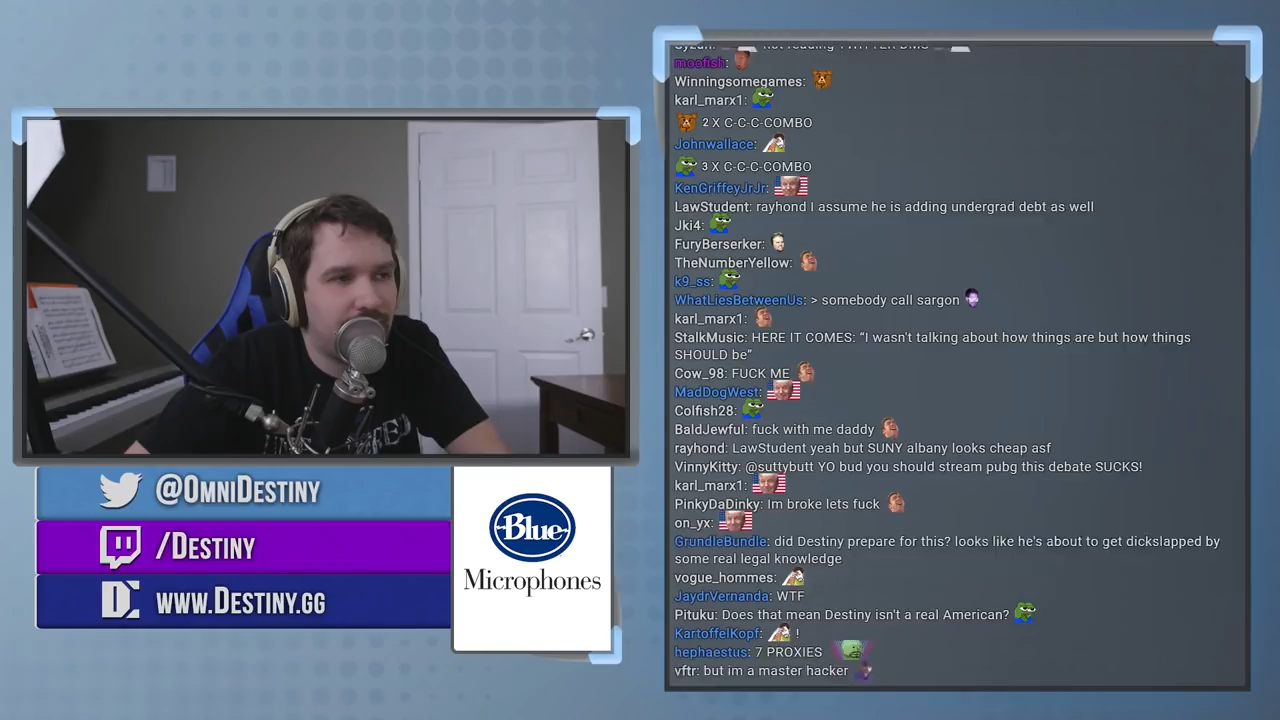 @OmniDestiny
/Destiny
www.Destiny.gg
Blue
Microphones
moofish:
Winningsomegames:
karl_marx1:
2 X C-C-C-COMBO
Johnwallace:
3 X C-C-C-COMBO
KenGriffeyJrJr:
LawStudent: rayhond I assume he is adding undergrad debt as well
Jki4:
FuryBerserker:
TheNumberYellow:
k9_ss:
WhatLiesBetweenUs: > somebody call sargon
karl_marx1:
StalkMusic: HERE IT COMES: “I wasn't talking about how things are but how things
SHOULD be”
Cow_98: FUCK ME
MadDogWest:
Colfish28:
BaldJewful: fuck with me daddy
rayhond: LawStudent yeah but SUNY albany looks cheap asf
VinnyKitty: @suttybutt YO bud you should stream pubg this debate SUCKS!
karl_marx1:
PinkyDaDinky: Im broke lets fuck
on_yx:
GrundleBundle: did Destiny prepare for this? looks like he's about to get dickslapped by
some real legal knowledge
vogue_hommes:
JaydrVernanda: WTF
Pituku: Does that mean Destiny isn't a real American?
KartoffelKopf: !
hephaestus: 7 PROXIES
vftr: but im a master hacker